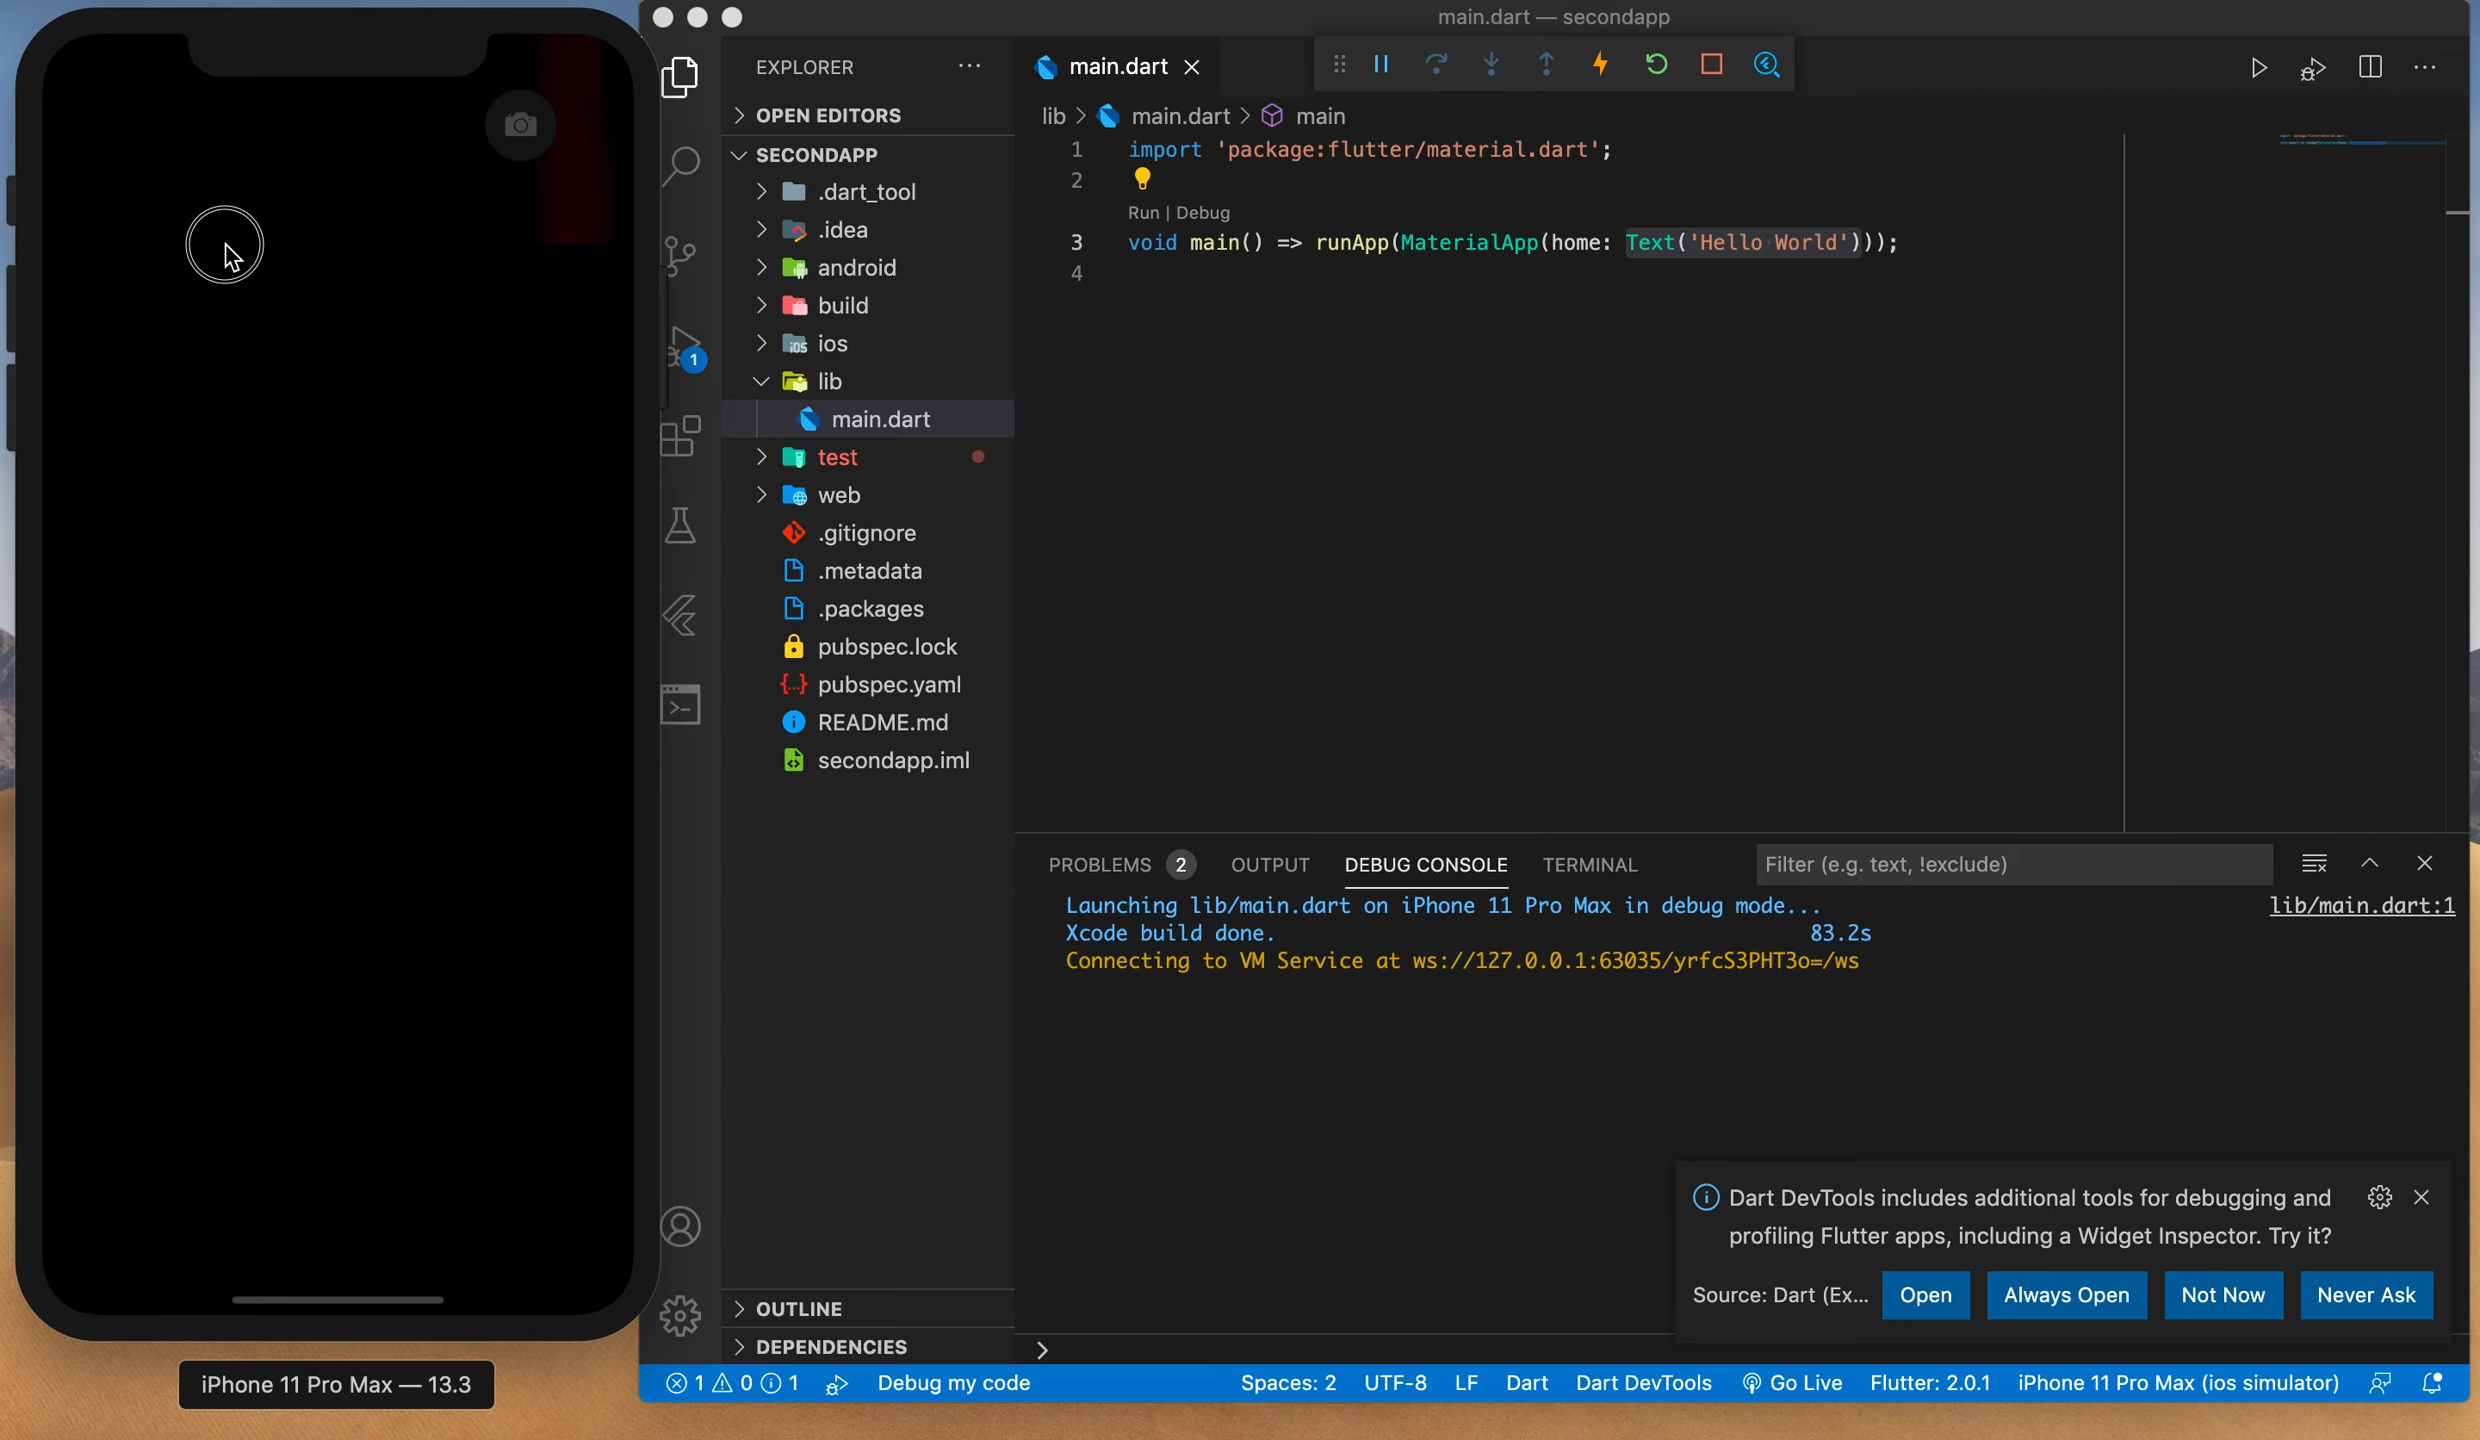 main.dart — secondapp
EXPLORER
main.dart
OPEN EDITORS
lib > main.dart > main
SECONDAPP
.dart_tool
.idea
android
build
ios
lib
main.dart
test
web
.gitignore
.metadata
.packages
pubspec.lock
pubspec.yaml
README.md
secondapp.iml
OUTLINE
DEPENDENCIES
1
1 import 'package:flutter/material.dart';
2
Run | Debug
3 void main() => runApp(MaterialApp(home: Text('Hello World')));
4
PROBLEMS 2 OUTPUT DEBUG CONSOLE TERMINAL Filter (e.g. text, !exclude)
Launching lib/main.dart on iPhone 11 Pro Max in debug mode... lib/main.dart:1
Xcode build done. 83.2s
Connecting to VM Service at ws://127.0.0.1:63035/yrfcS3PHT3o=/ws
Dart DevTools includes additional tools for debugging and
profiling Flutter apps, including a Widget Inspector. Try it?
Source: Dart (Ex... Open Always Open Not Now Never Ask
iPhone 11 Pro Max — 13.3
1 0 1 Debug my code Spaces: 2 UTF-8 LF Dart Dart DevTools Go Live Flutter: 2.0.1 iPhone 11 Pro Max (ios simulator)